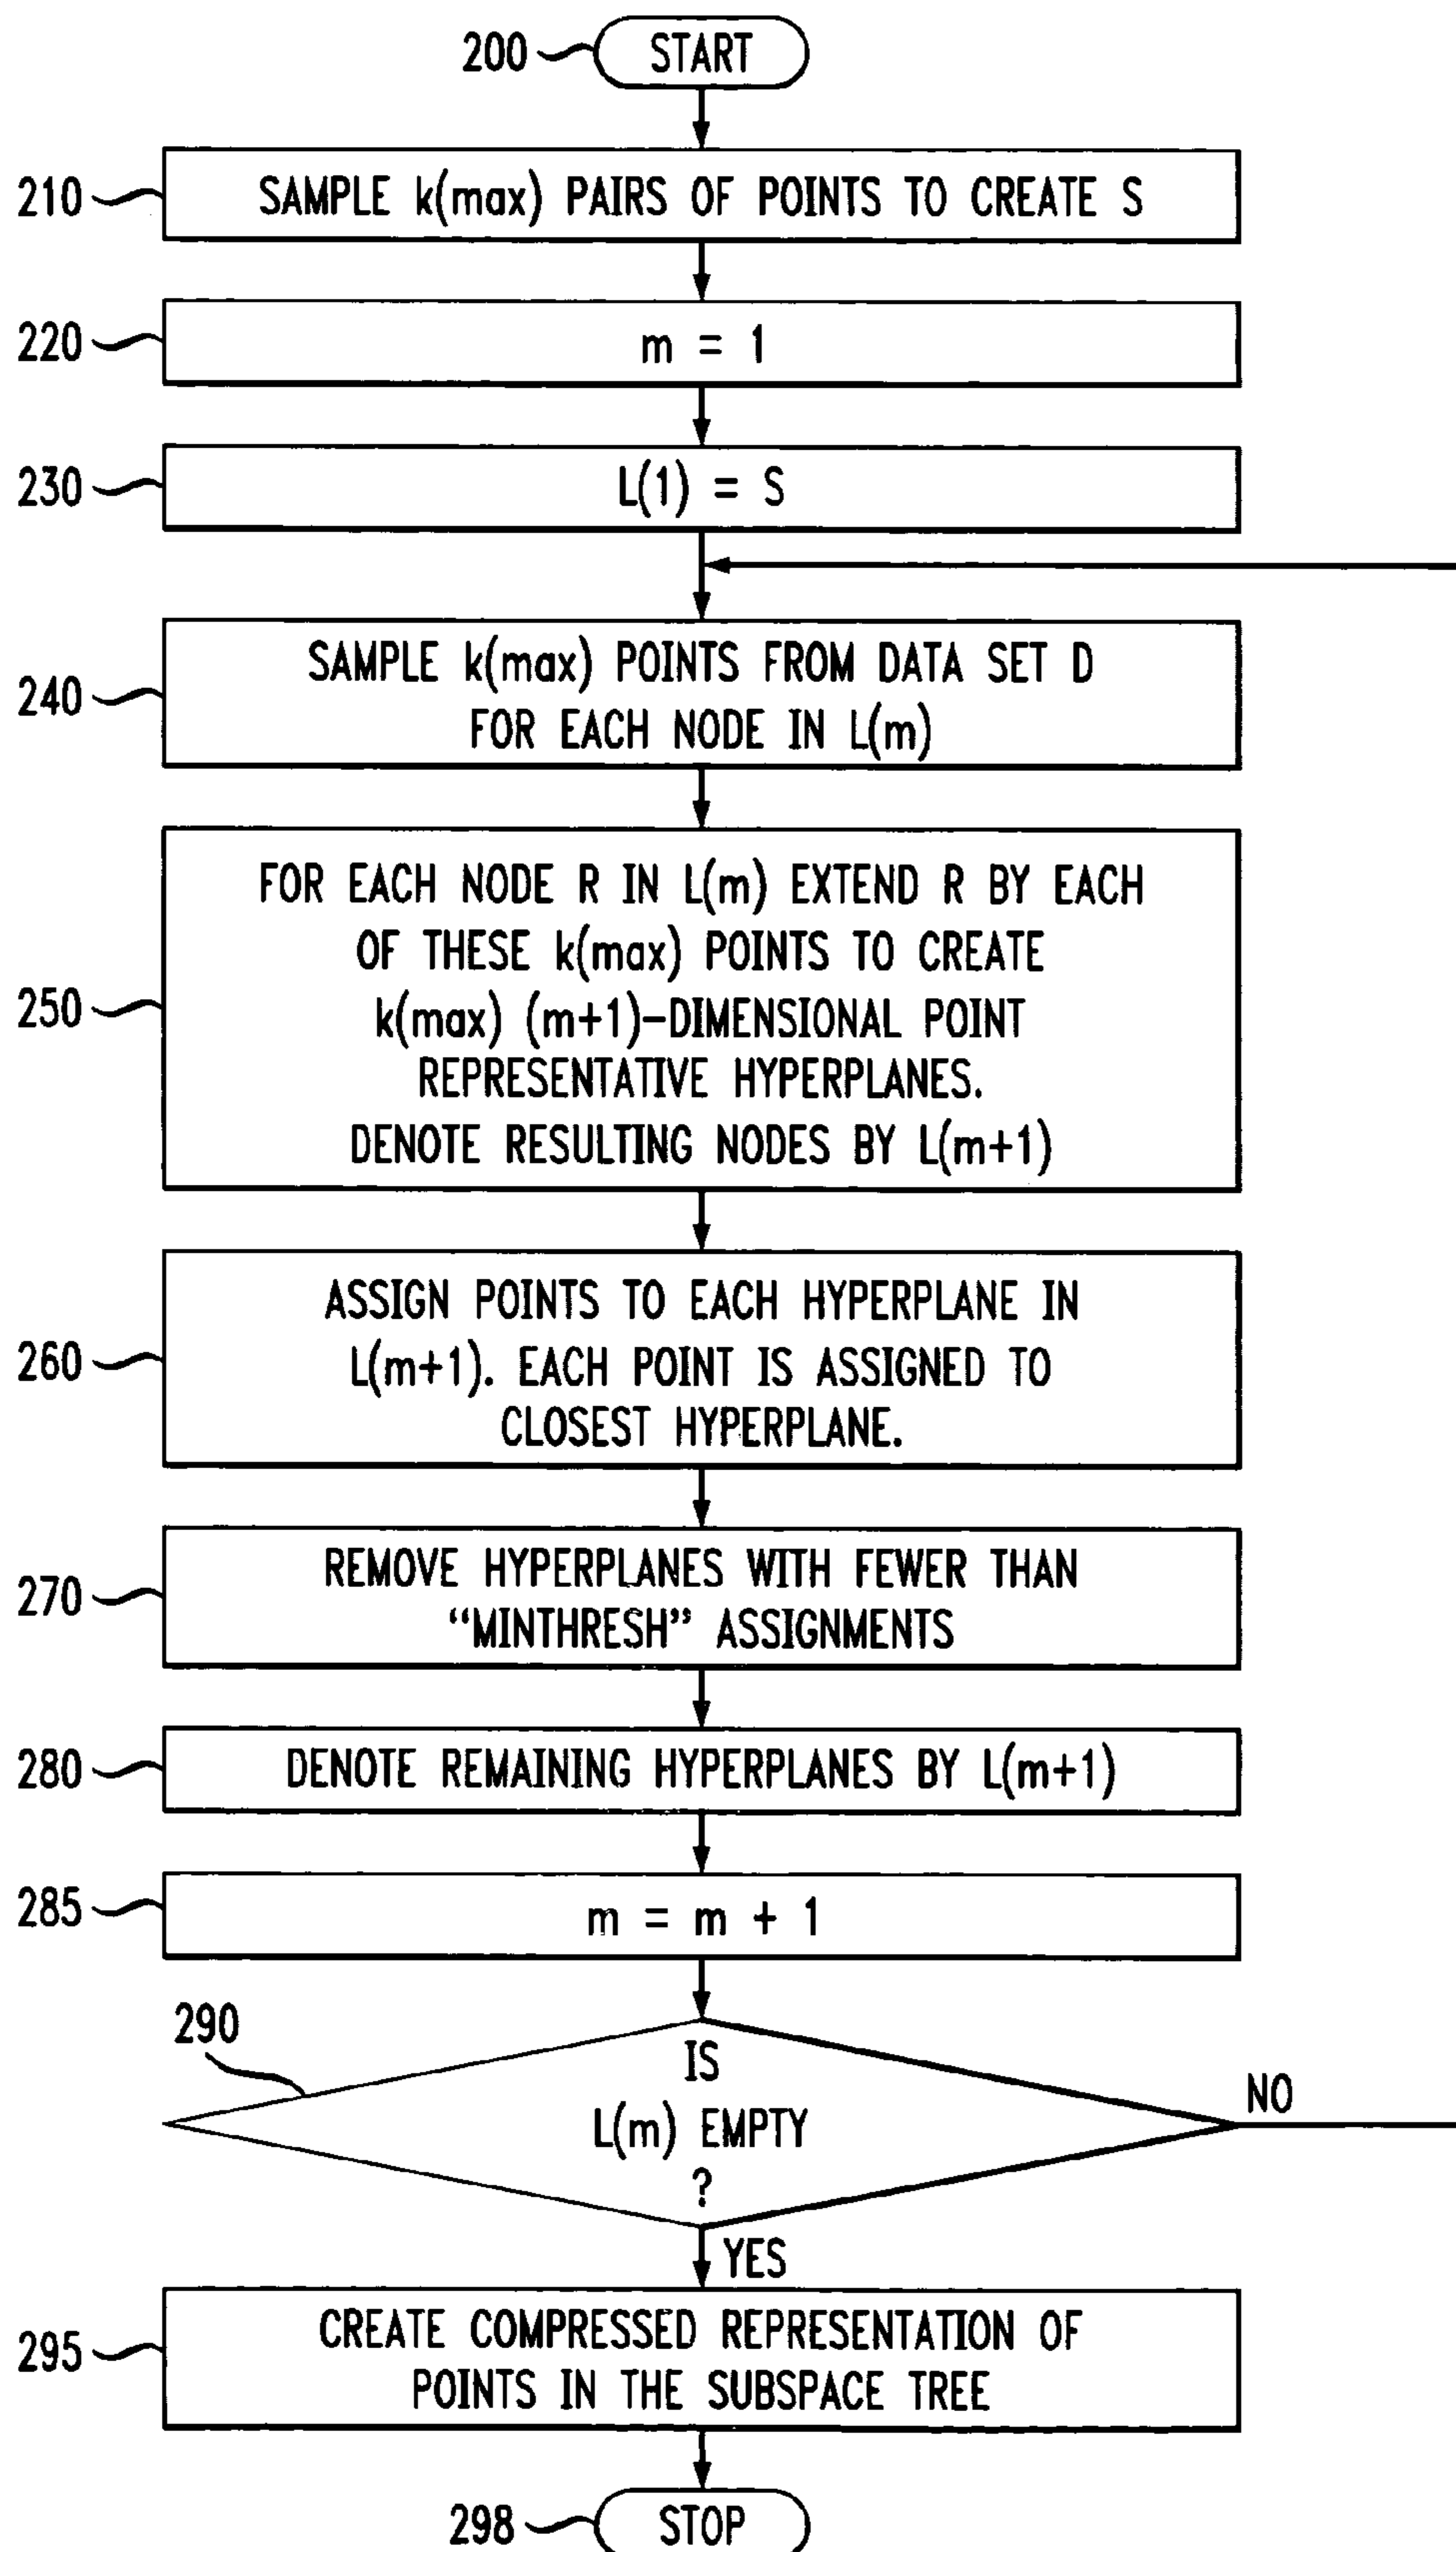 200 START
210 SAMPLE k(max) PAIRS OF POINTS TO CREATE S
220 m = 1
230 L(1) = S
240 SAMPLE k(max) POINTS FROM DATA SET D
FOR EACH NODE IN L(m)
250 FOR EACH NODE R IN L(m) EXTEND R BY EACH
OF THESE k(max) POINTS TO CREATE
k(max) (m+1)-DIMENSIONAL POINT
REPRESENTATIVE HYPERPLANES.
DENOTE RESULTING NODES BY L(m+1)
260 ASSIGN POINTS TO EACH HYPERPLANE IN
L(m+1). EACH POINT IS ASSIGNED TO
CLOSEST HYPERPLANE.
270 REMOVE HYPERPLANES WITH FEWER THAN
“MINTHRESH” ASSIGNMENTS
280 DENOTE REMAINING HYPERPLANES BY L(m+1)
285 m = m + 1
290
IS
L(m) EMPTY
?
NO
YES
295 CREATE COMPRESSED REPRESENTATION OF
POINTS IN THE SUBSPACE TREE
298 STOP